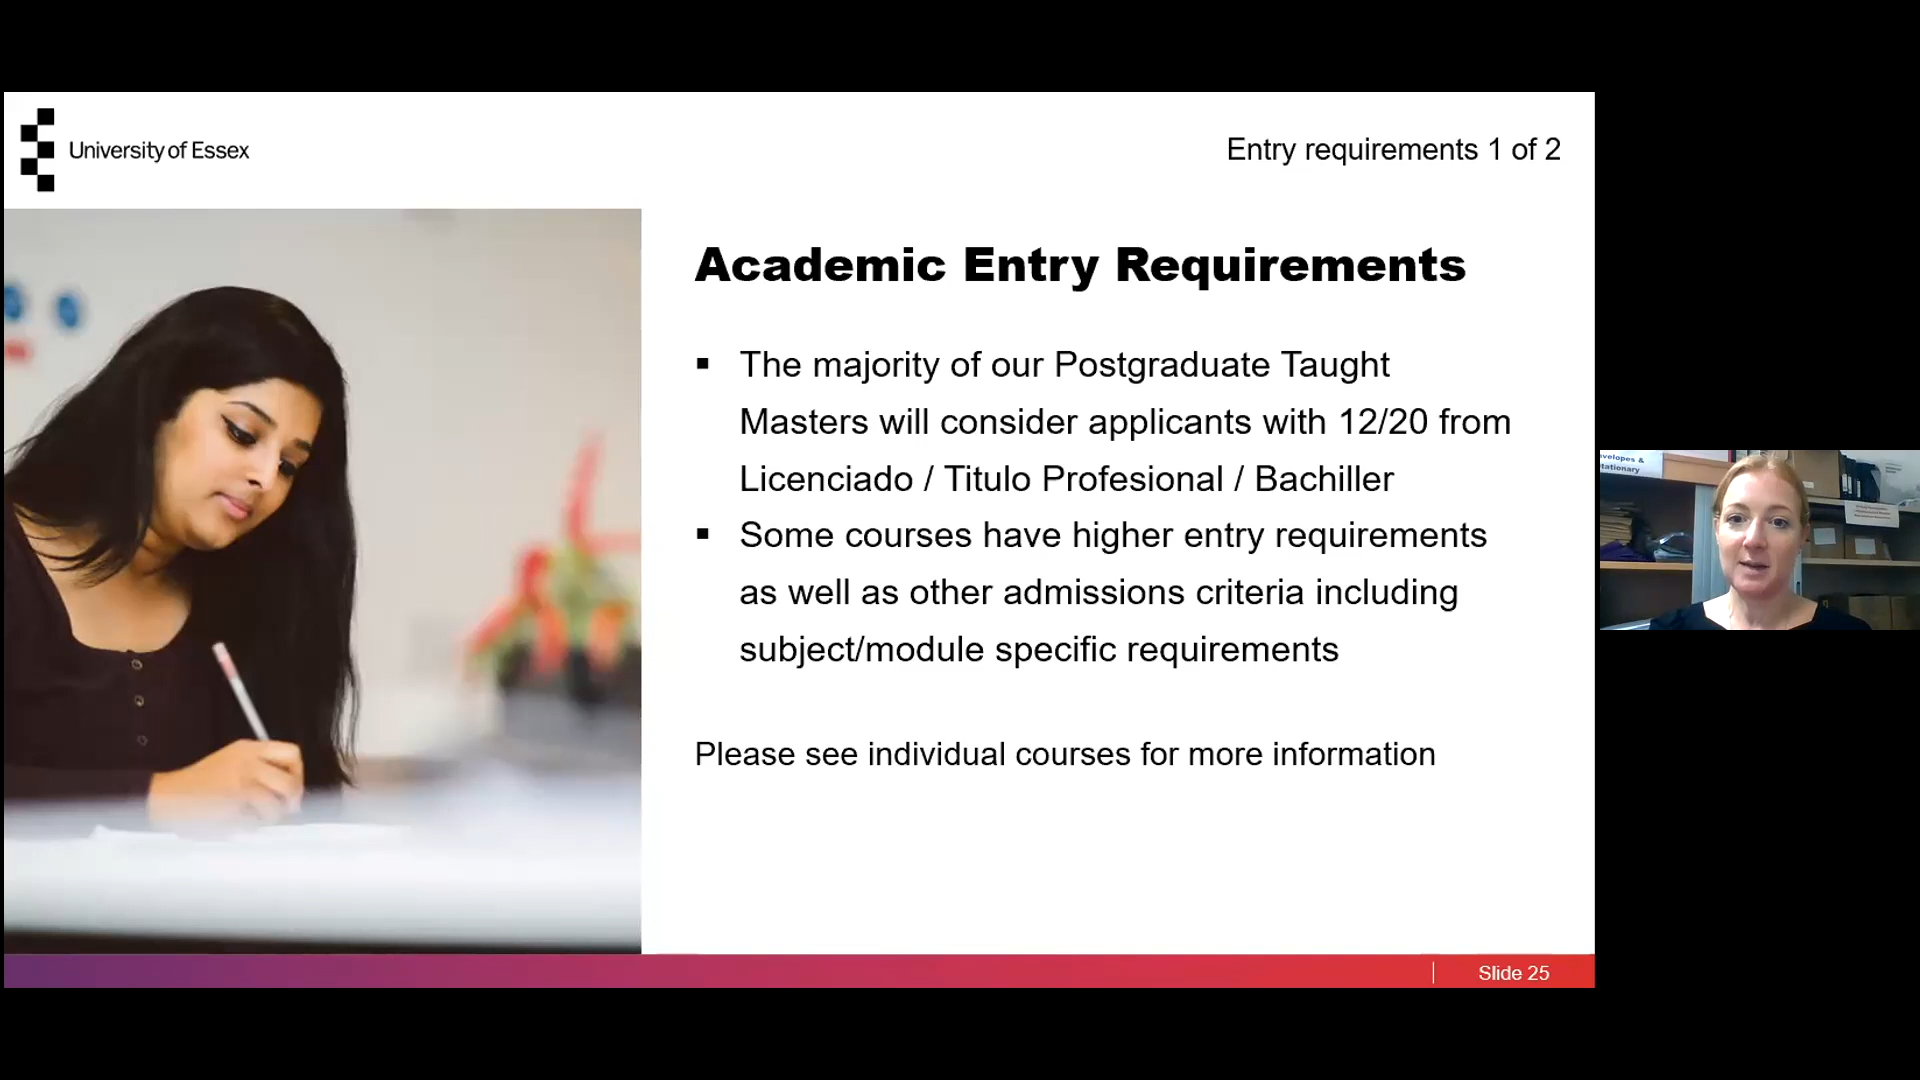 University of Essex
Entry requirements 1 of 2
Academic Entry Requirements
▪ The majority of our Postgraduate Taught
Masters will consider applicants with 12/20 from
Licenciado / Titulo Profesional / Bachiller
▪ Some courses have higher entry requirements
as well as other admissions criteria including
subject/module specific requirements
Please see individual courses for more information
Slide 25